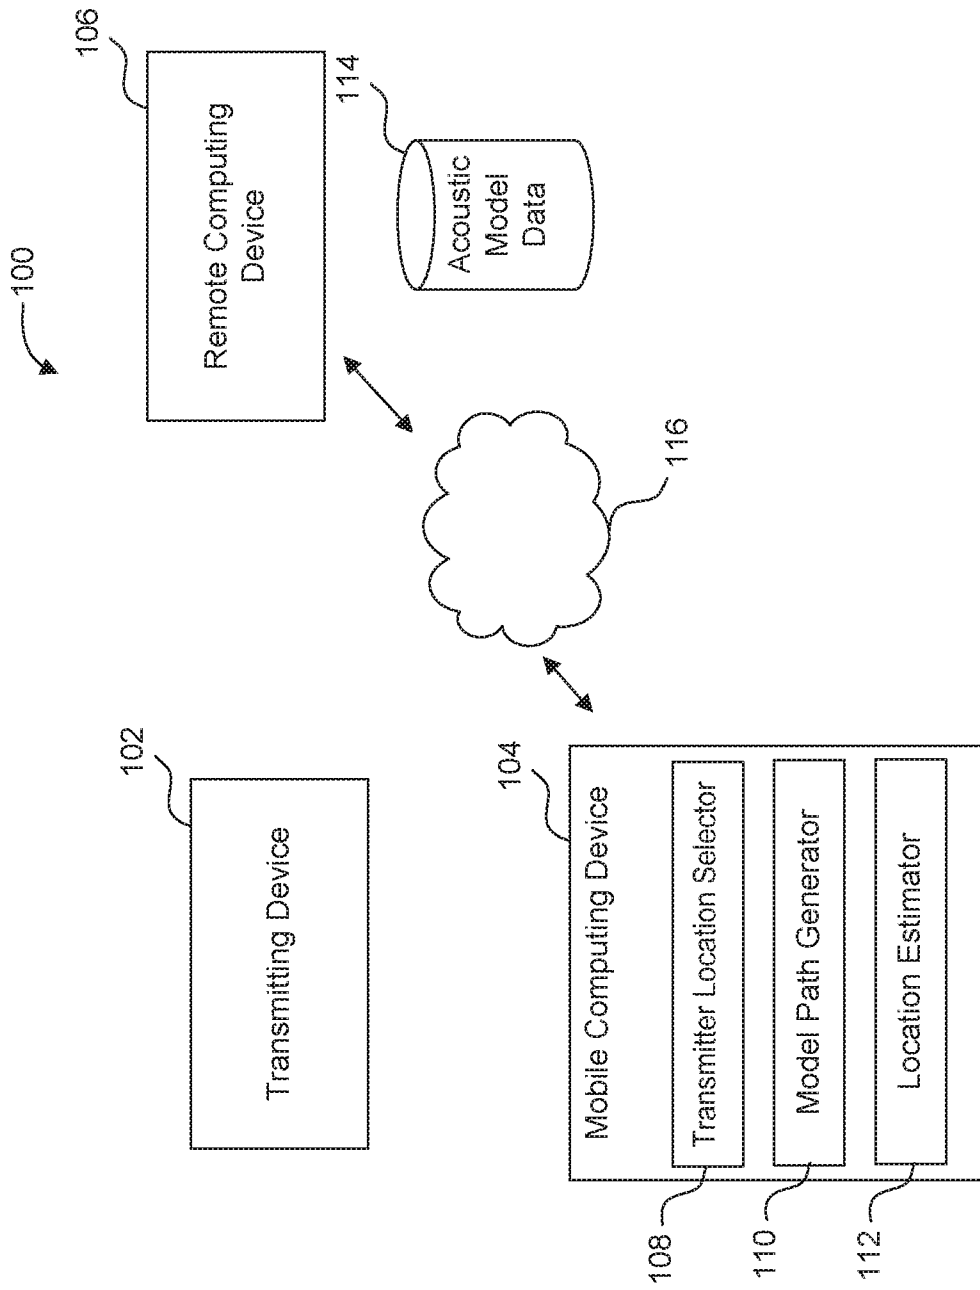 100
102
Transmitting Device
106
Remote Computing
Device
114
Acoustic
Model
Data
116
104
Mobile Computing Device
108
Transmitter Location Selector
110
Model Path Generator
112
Location Estimator